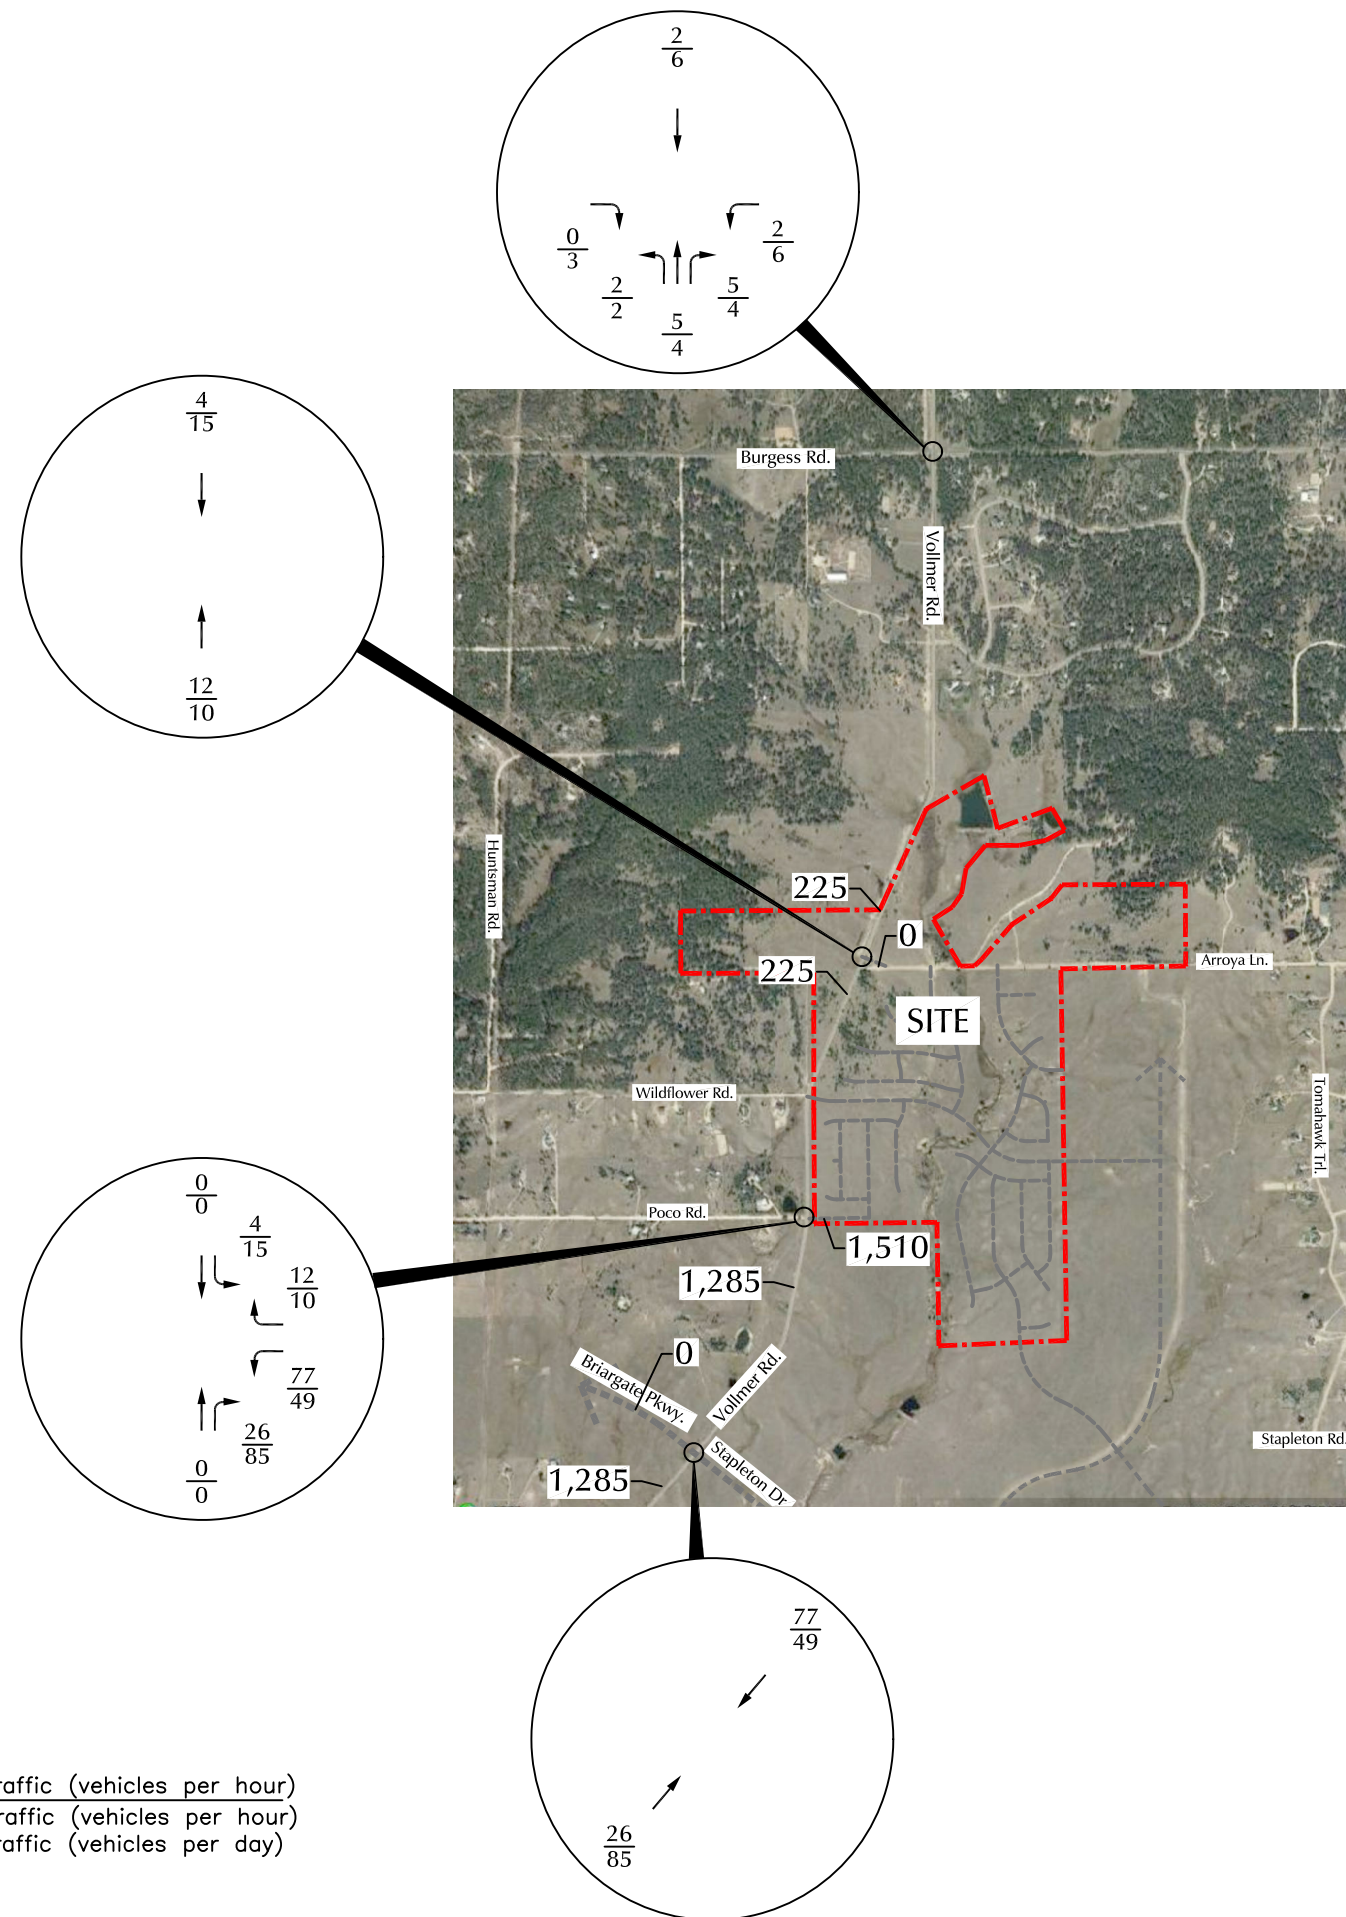 2
6
0
3
2
6
2
2
5
4
5
4
4
15
12
10
Burgess Rd.
Vollmer Rd.
Huntsman Rd.
225
0
225
Arroya Ln.
SITE
Wildflower Rd.
Tomahawk Trl.
0
0
4
15
12
10
77
49
26
85
0
0
Poco Rd.
1,510
1,285
0
Briargate Pkwy.
Vollmer Rd.
Stapleton Dr
Stapleton Rd.
1,285
77
49
26
85
raffic (vehicles per hour)
raffic (vehicles per hour)
raffic (vehicles per day)